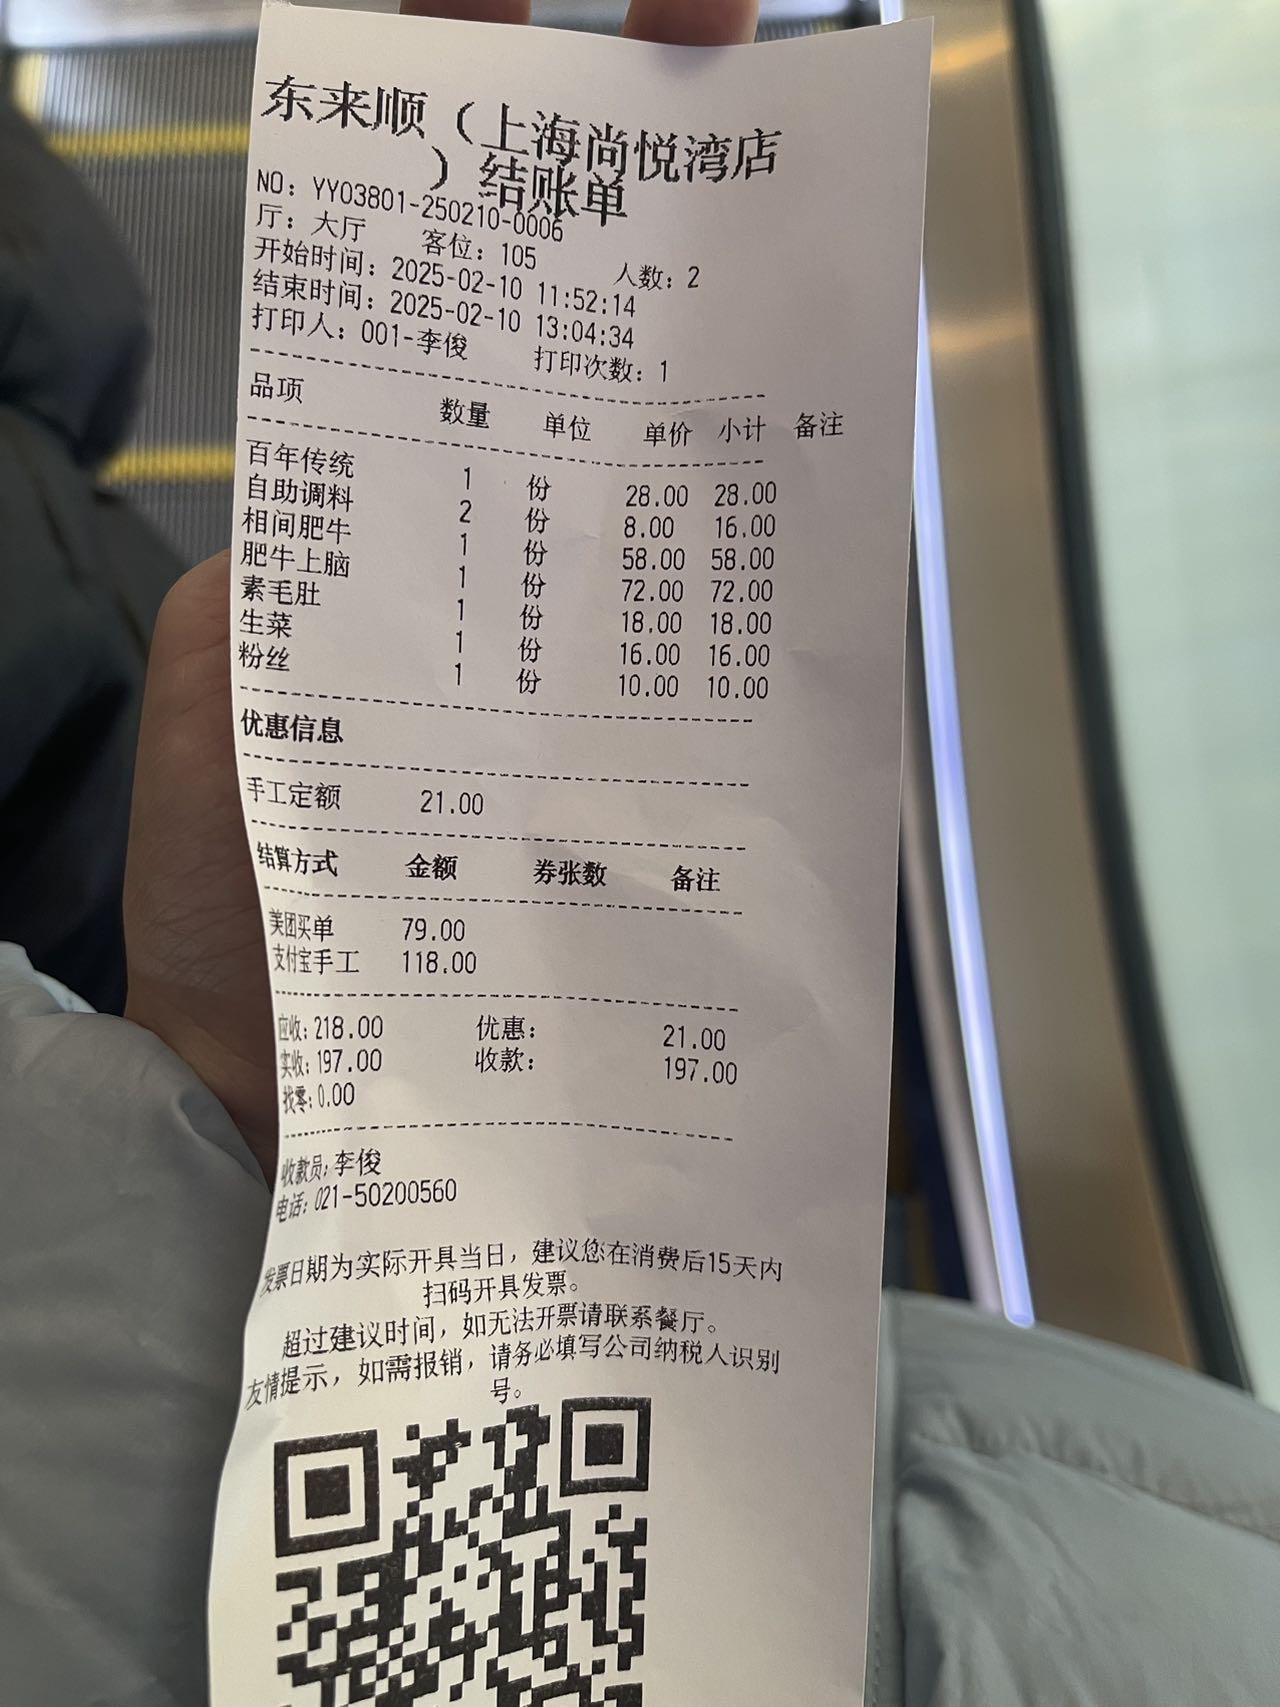 东来顺（上海尚悦湾店
）结账单
NO：YY03801-250210-0006
厅：大厅 客位：105 人数：2
开始时间：2025-02-10 11:52:14
结束时间：2025-02-10 13:04:34
打印人：001-李俊 打印次数：1
品项 数量 单位 单价 小计 备注
百年传统 1 份 28.00 28.00
自助调料 2 份 8.00 16.00
相间肥牛 1 份 58.00 58.00
肥牛上脑 1 份 72.00 72.00
素毛肚 1 份 18.00 18.00
生菜 1 份 16.00 16.00
粉丝 1 份 10.00 10.00
优惠信息
手工定额 21.00
结算方式 金额 券张数 备注
美团买单 79.00
支付宝手工 118.00
应收：218.00 优惠： 21.00
实收：197.00 收款： 197.00
找零：0.00
收款员：李俊
电话：021-50200560
发票日期为实际开具当日，建议您在消费后15天内
扫码开具发票。
超过建议时间，如无法开票请联系餐厅。
友情提示，如需报销，请务必填写公司纳税人识别
号。